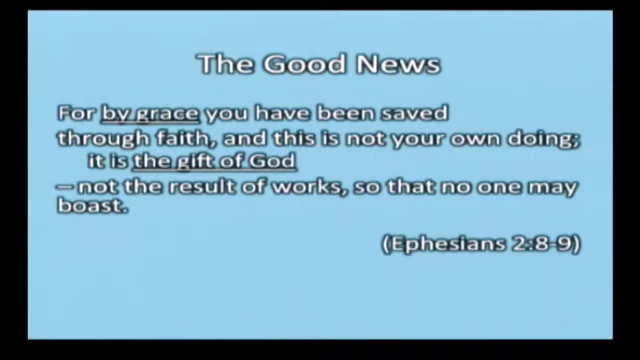 The Good News
For by grace you have been saved
through faith, and this is not your own doing;
it is the gift of God
– not the result of works, so that no one may
boast.
(Ephesians 2:8-9)